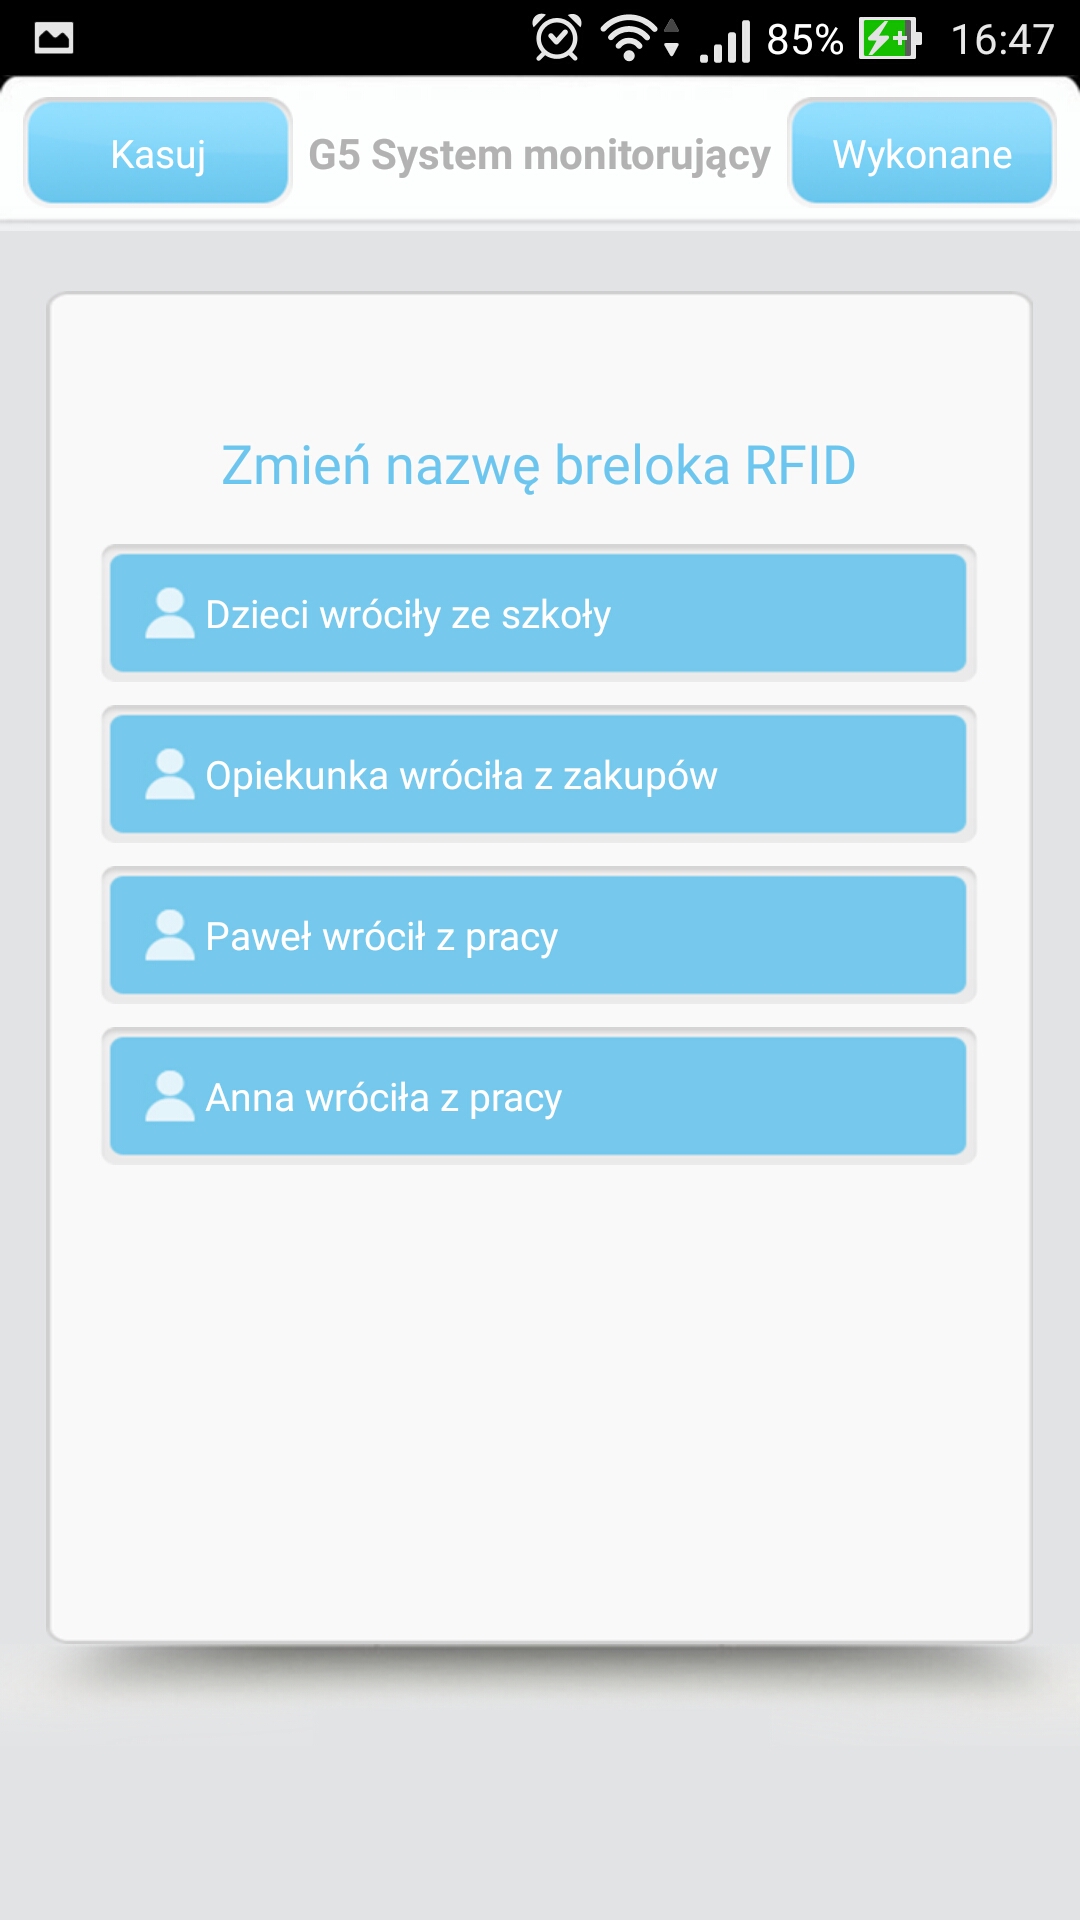 85% 16:47
Kasuj G5 System monitorujący Wykonane
Zmień nazwę breloka RFID
Dzieci wróciły ze szkoły
Opiekunka wróciła z zakupów
Paweł wrócił z pracy
Anna wróciła z pracy